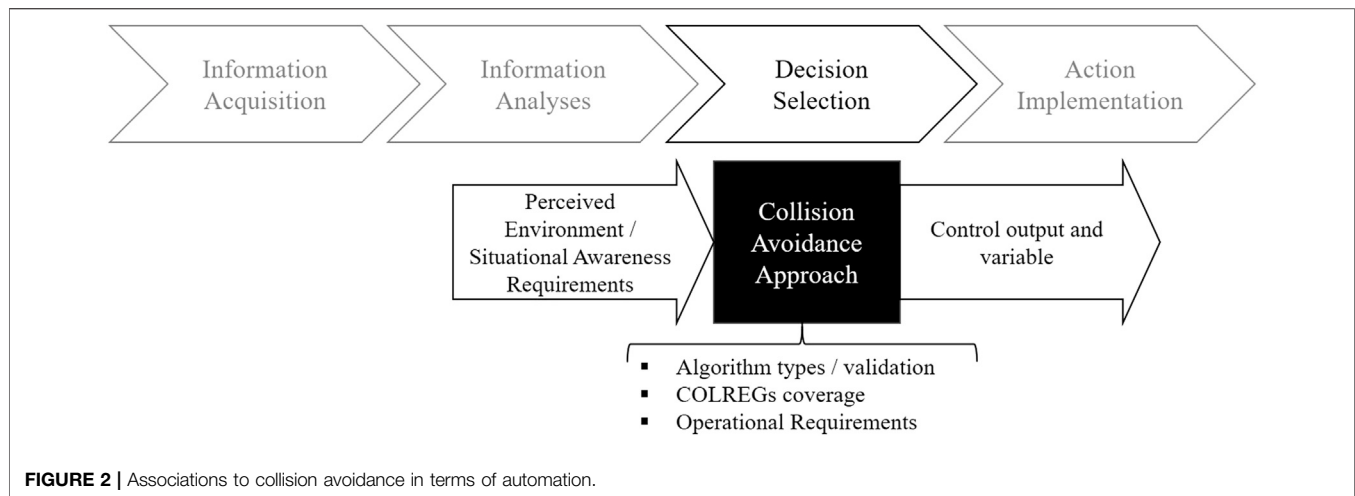 Information
Acquisition
Information
Analyses
Decision
Selection
Action
Implementation
Perceived
Environment /
Situational Awareness
Requirements
Collision
Avoidance
Approach
Control output and
variable
▪ Algorithm types / validation
▪ COLREGs coverage
▪ Operational Requirements
FIGURE 2 | Associations to collision avoidance in terms of automation.